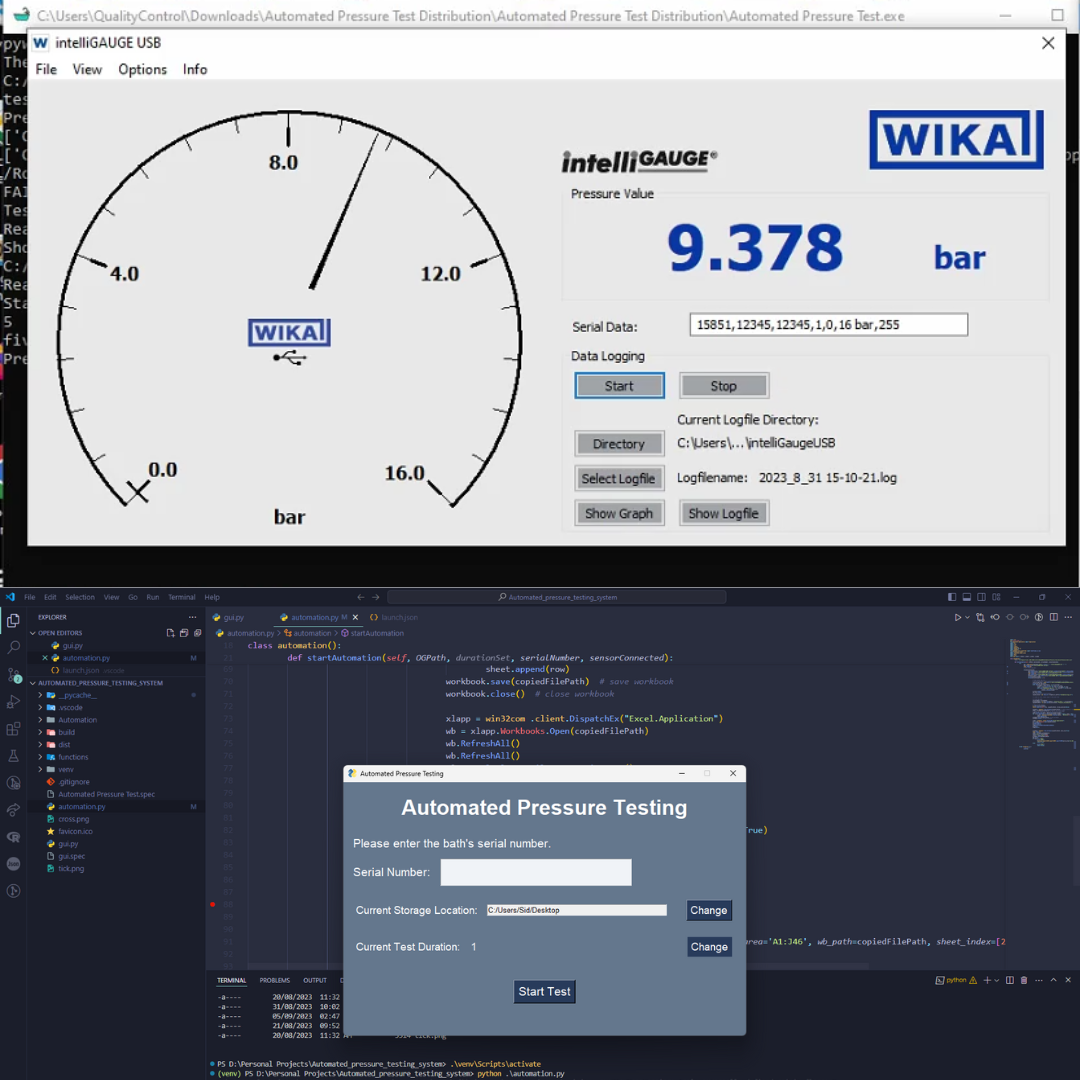 C:\Users\QualityControl\Downloads\Automated Pressure Test Distribution\Automated Pressure Test Distribution\Automated Pressure Test.exe
W intelliGAUGE USB
File View Options Info
8.0
4.0
12.0
WIKA
0.0
16.0
bar
WIKA
intelliGAUGE®
Pressure Value
9.378 bar
Serial Data: 15851,12345,12345,1,0,16 bar,255
Data Logging
Start Stop
Current Logfile Directory:
Directory C:\Users\...\intelliGaugeUSB
Select Logfile Logfilename: 2023_8_31 15-10-21.log
Show Graph Show Logfile
File Edit Selection View Go Run Terminal Help
Automated_pressure_testing_system
EXPLORER
OPEN EDITORS
gui.py
automation.py M
launch.json .vscode
AUTOMATED_PRESSURE_TESTING_SYSTEM
__pycache__
.vscode
Automation
build
dist
functions
venv
.gitignore
Automated Pressure Test.spec
automation.py M
cross.png
favicon.ico
gui.py
gui.spec
tick.png
gui.py automation.py M launch.json
automation.py > automation > startAutomation
class automation():
def startAutomation(self, OGPath, durationSet, serialNumber, sensorConnected):
sheet.append(row)
workbook.save(copiedFilePath) # save workbook
workbook.close() # close workbook
xlapp = win32com .client.DispatchEx("Excel.Application")
wb = xlapp.Workbooks.Open(copiedFilePath)
wb.RefreshAll()
wb.RefreshAll()
True)
area='A1:J46', wb_path=copiedFilePath, sheet_index=[2
Automated Pressure Testing
Automated Pressure Testing
Please enter the bath's serial number.
Serial Number:
Current Storage Location: C:/Users/Sid/Desktop Change
Current Test Duration: 1 Change
Start Test
TERMINAL PROBLEMS OUTPUT
python
-a---- 20/08/2023 11:32
-a---- 31/08/2023 10:02
-a---- 05/09/2023 02:47
-a---- 21/08/2023 09:52
-a---- 20/08/2023 11:32
PS D:\Personal Projects\Automated_pressure_testing_system> .\venv\Scripts\activate
(venv) PS D:\Personal Projects\Automated_pressure_testing_system> python .\automation.py